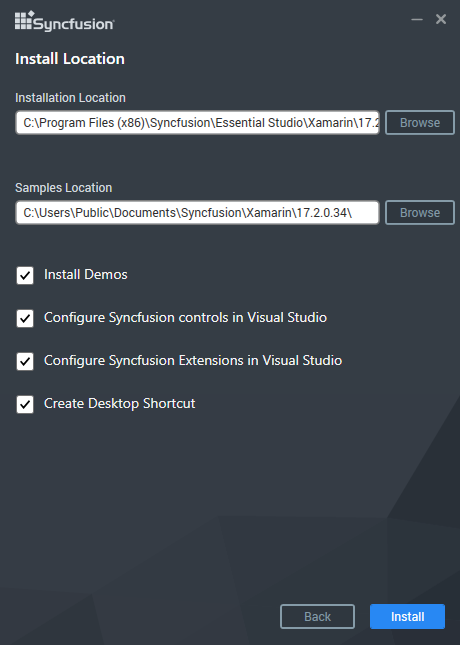 Syncfusion
Install Location
Installation Location
C:\Program Files (x86)\Syncfusion\Essential Studio\Xamarin\17.2
Browse
Samples Location
C:\Users\Public\Documents\Syncfusion\Xamarin\17.2.0.34\
Browse
Install Demos
Configure Syncfusion controls in Visual Studio
Configure Syncfusion Extensions in Visual Studio
Create Desktop Shortcut
Back
Install